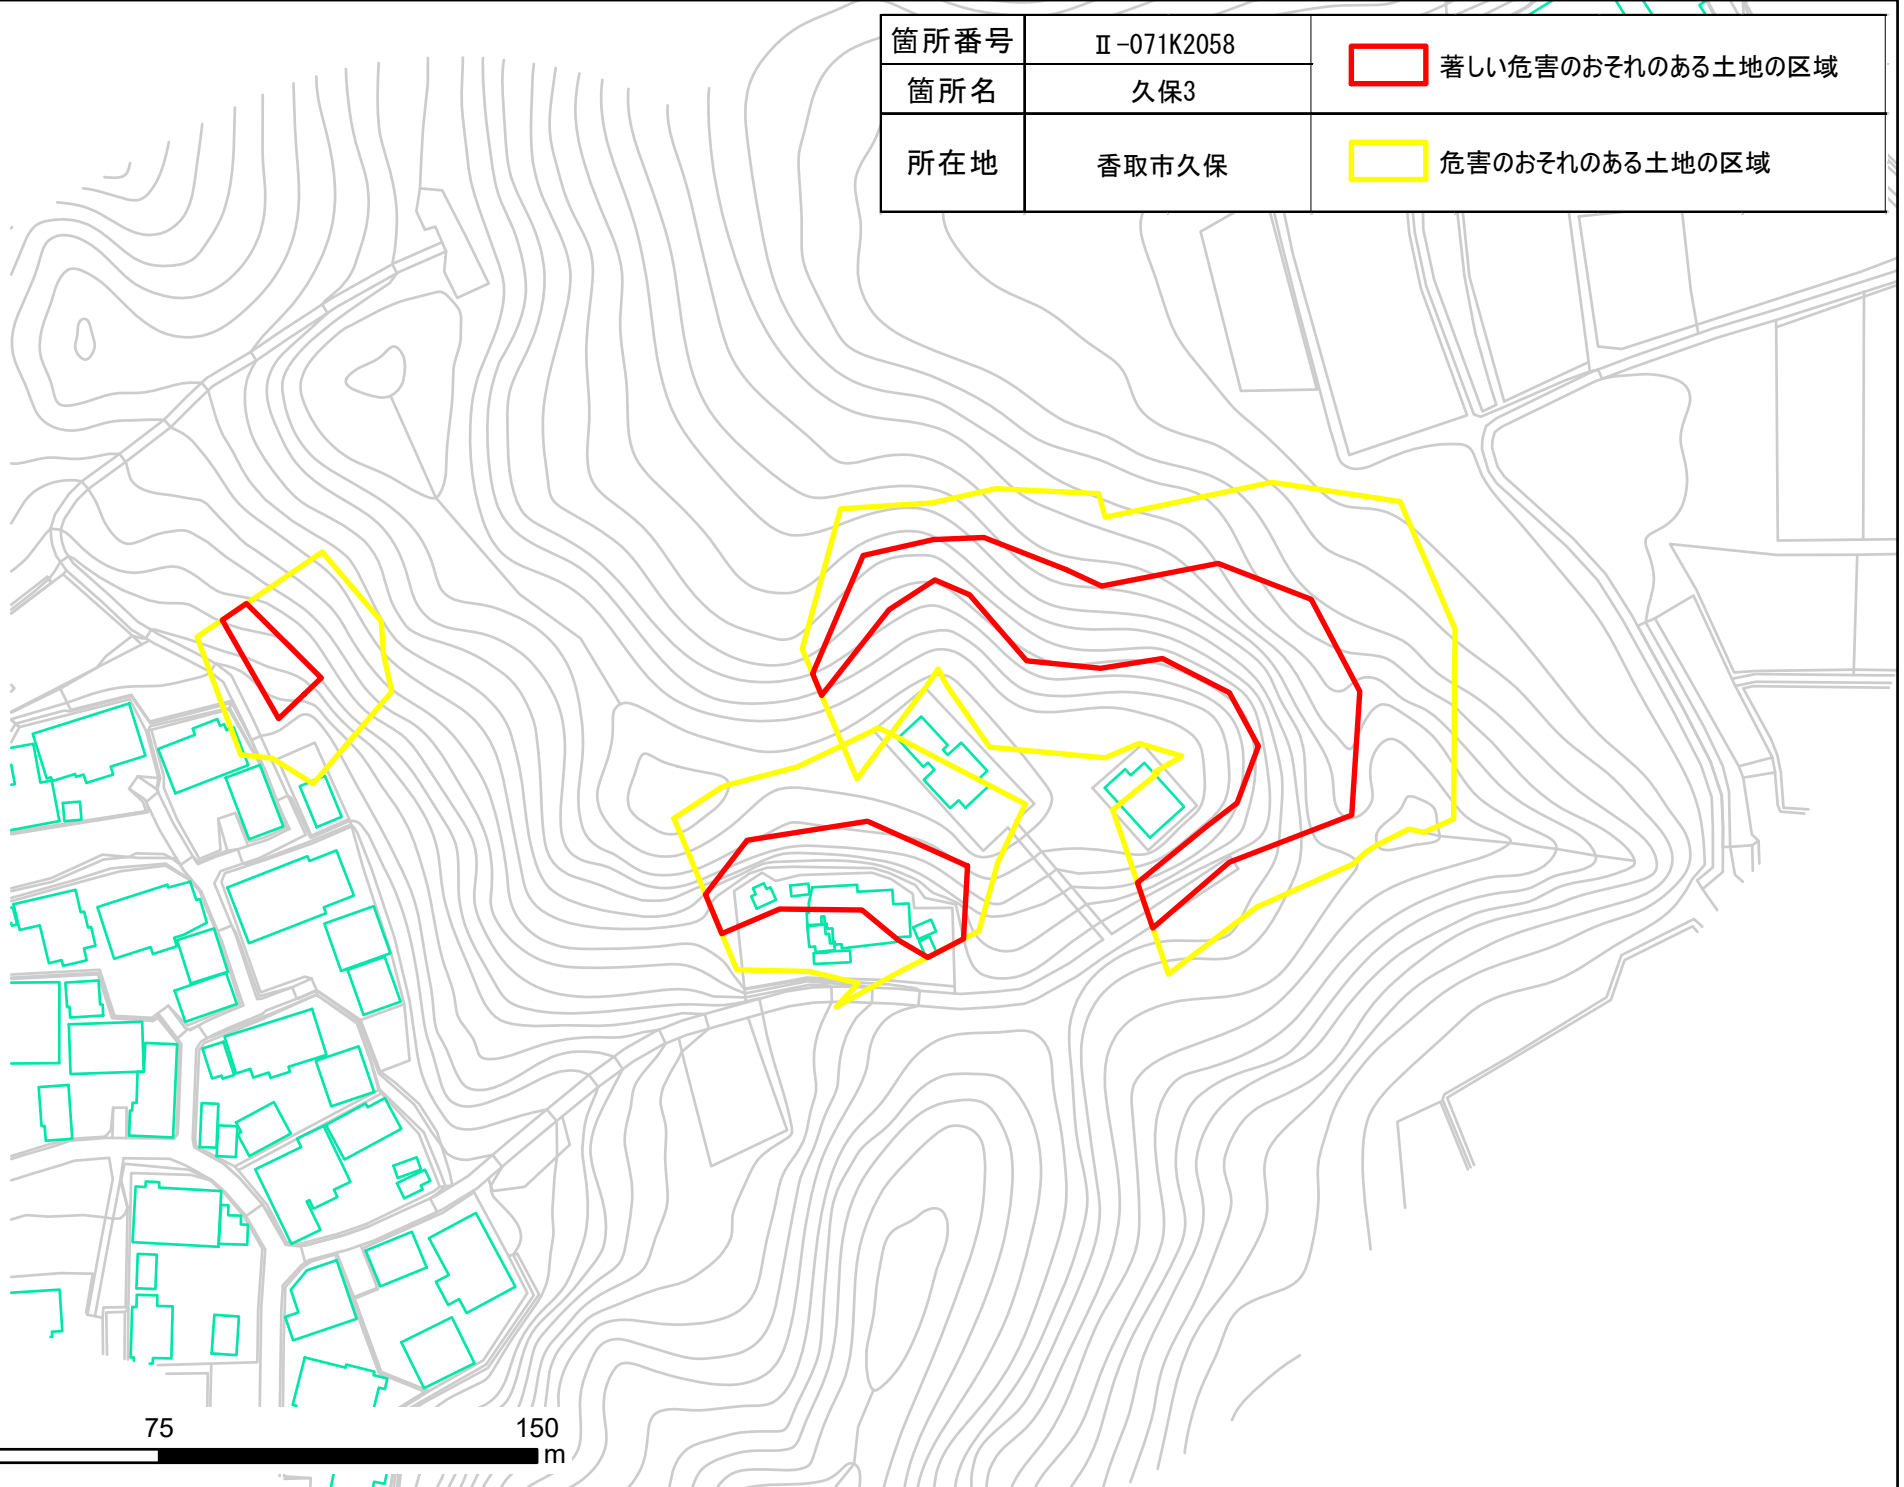 箇所番号 Ⅱ-071K2058
著しい危害のおそれのある土地の区域
箇所名 久保3
所在地 香取市久保
危害のおそれのある土地の区域
75 150
m